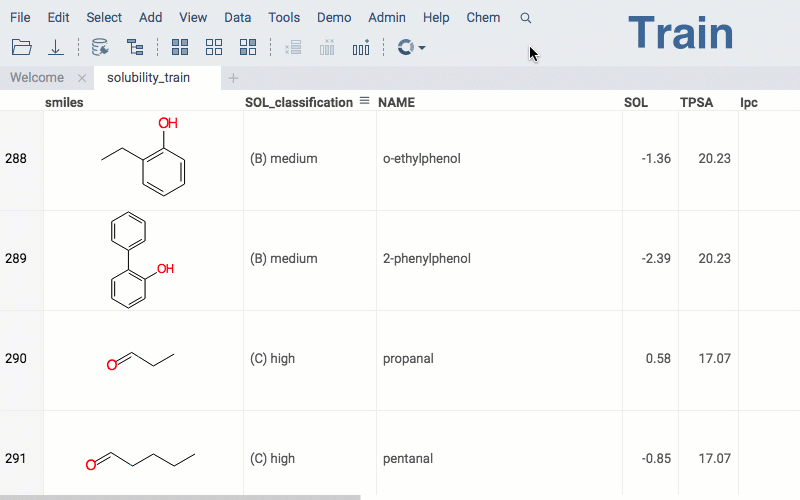 File Edit Select Add View Data Tools Demo Admin Help Chem
Train
Welcome × solubility_train +
smiles SOL_classification NAME SOL TPSA Ipc
OH
288 (B) medium o-ethylphenol -1.36 20.23
289 OH (B) medium 2-phenylphenol -2.39 20.23
290 O (C) high propanal 0.58 17.07
291 O (C) high pentanal -0.85 17.07